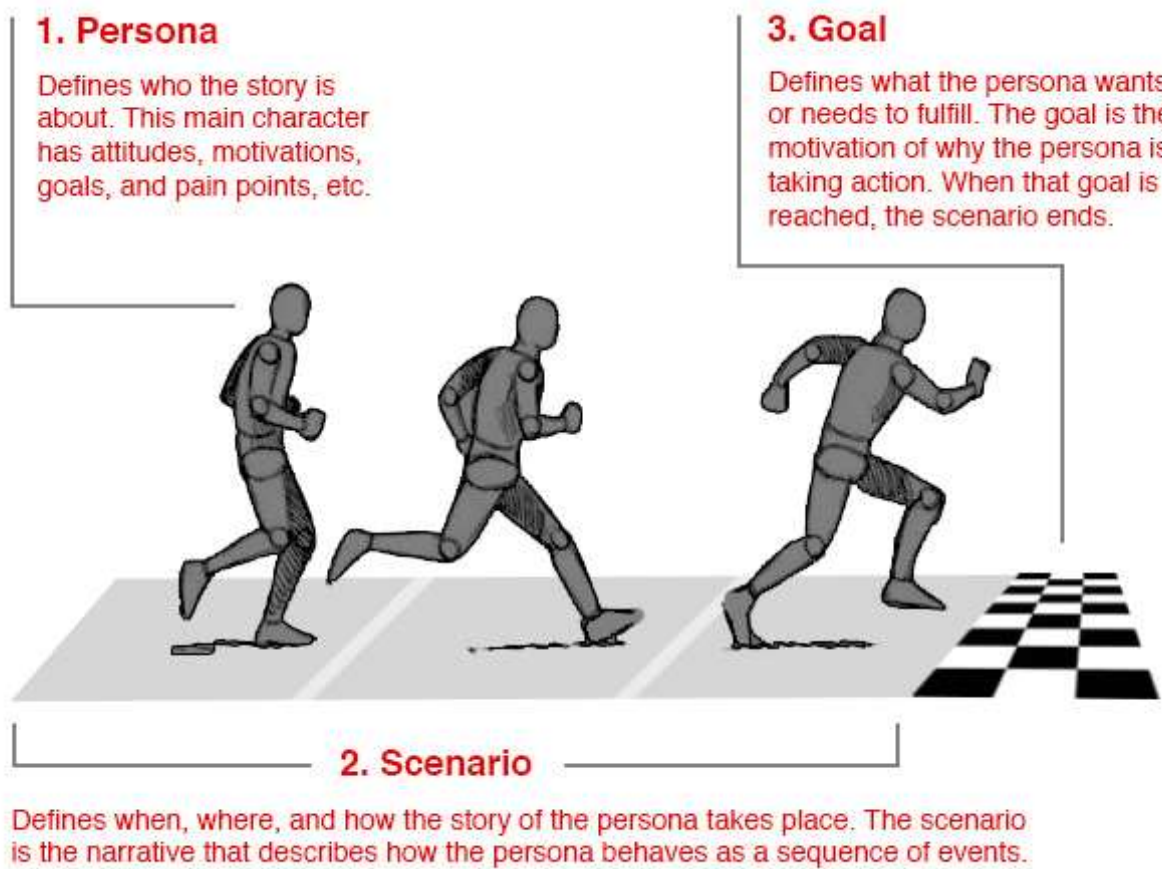 1. Persona
Defines who the story is
about. This main character
has attitudes, motivations,
goals, and pain points, etc.
3. Goal
Defines what the persona wants
or needs to fulfill. The goal is the
motivation of why the persona is
taking action. When that goal is
reached, the scenario ends.
2. Scenario
Defines when, where, and how the story of the persona takes place. The scenario
is the narrative that describes how the persona behaves as a sequence of events.